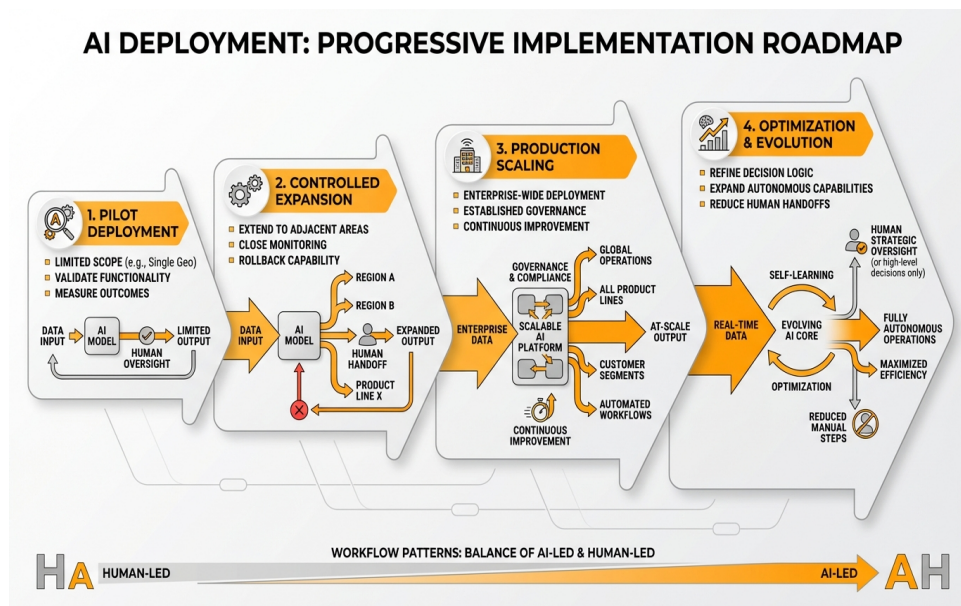 AI DEPLOYMENT: PROGRESSIVE IMPLEMENTATION ROADMAP
1. PILOT
DEPLOYMENT
LIMITED SCOPE (e.g., Single Geo)
VALIDATE FUNCTIONALITY
MEASURE OUTCOMES
DATA
INPUT
AI
MODEL
HUMAN
OVERSIGHT
LIMITED
OUTPUT
2. CONTROLLED
EXPANSION
EXTEND TO ADJACENT AREAS
CLOSE MONITORING
ROLLBACK CAPABILITY
DATA
INPUT
AI
MODEL
REGION A
REGION B
HUMAN
HANDOFF
EXPANDED
OUTPUT
PRODUCT
LINE X
3. PRODUCTION
SCALING
ENTERPRISE-WIDE DEPLOYMENT
ESTABLISHED GOVERNANCE
CONTINUOUS IMPROVEMENT
ENTERPRISE
DATA
GOVERNANCE
& COMPLIANCE
SCALABLE
AI
PLATFORM
CONTINUOUS
IMPROVEMENT
GLOBAL
OPERATIONS
ALL PRODUCT
LINES
AT-SCALE
OUTPUT
CUSTOMER
SEGMENTS
AUTOMATED
WORKFLOWS
4. OPTIMIZATION
& EVOLUTION
REFINE DECISION LOGIC
EXPAND AUTONOMOUS CAPABILITIES
REDUCE HUMAN HANDOFFS
REAL-TIME
DATA
SELF-LEARNING
EVOLVING
AI CORE
OPTIMIZATION
HUMAN
STRATEGIC
OVERSIGHT
(or high-level
decisions only)
FULLY
AUTONOMOUS
OPERATIONS
MAXIMIZED
EFFICIENCY
REDUCED
MANUAL
STEPS
WORKFLOW PATTERNS: BALANCE OF AI-LED & HUMAN-LED
HA
HUMAN-LED
AI-LED
AH